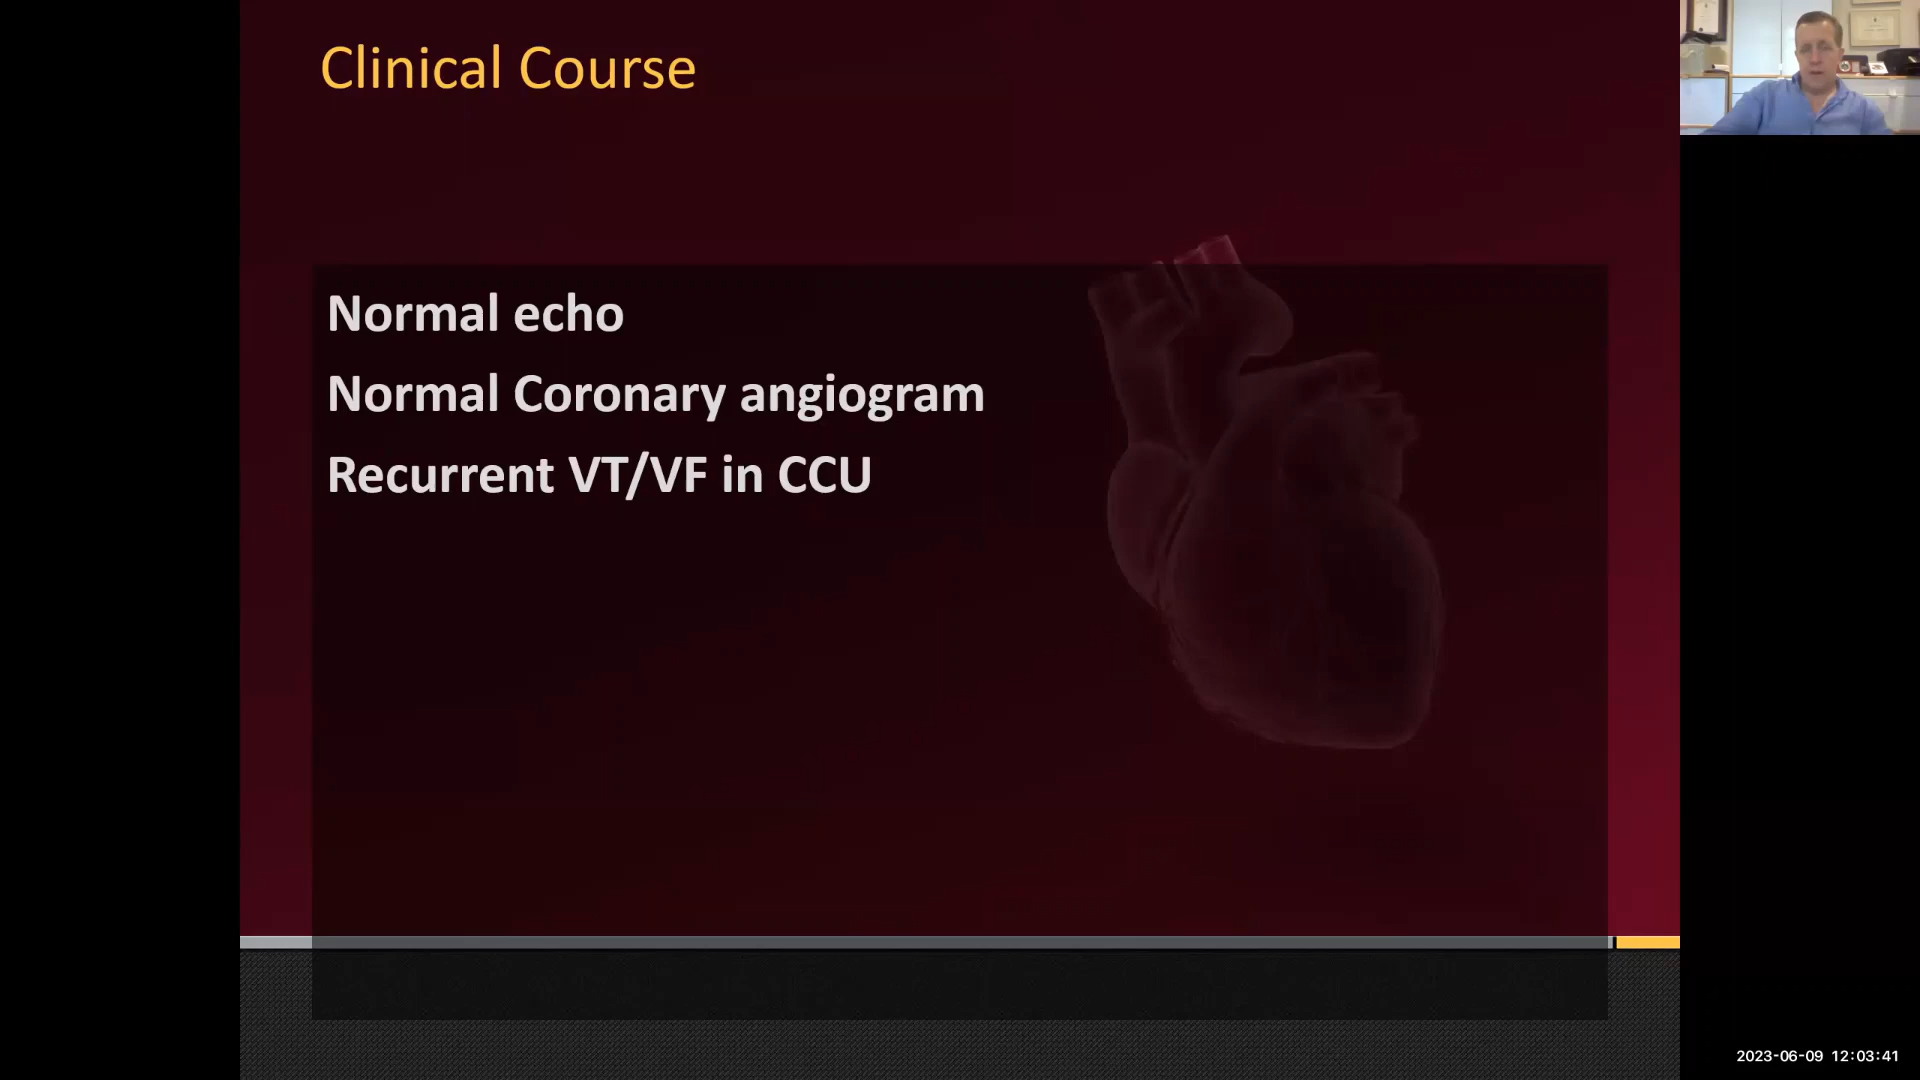 Clinical Course
Normal echo
Normal Coronary angiogram
Recurrent VT/VF in CCU
2023-06-09 12:03:41